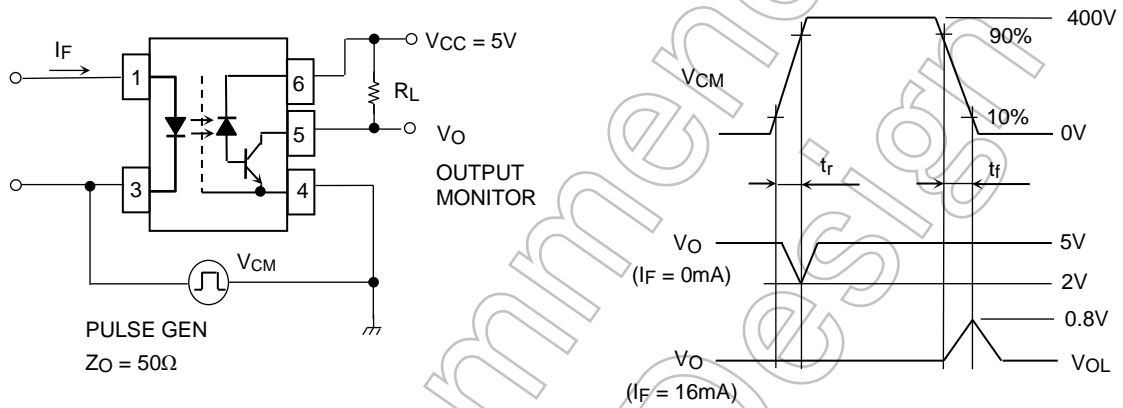 IF
VCC = 5V
1
6
RL
5
VO
3
4
OUTPUT
MONITOR
VCM
PULSE GEN
ZO = 50Ω
400V
90%
VCM
10%
0V
tr
tf
VO
(IF = 0mA)
5V
2V
0.8V
VO
(IF = 16mA)
VOL